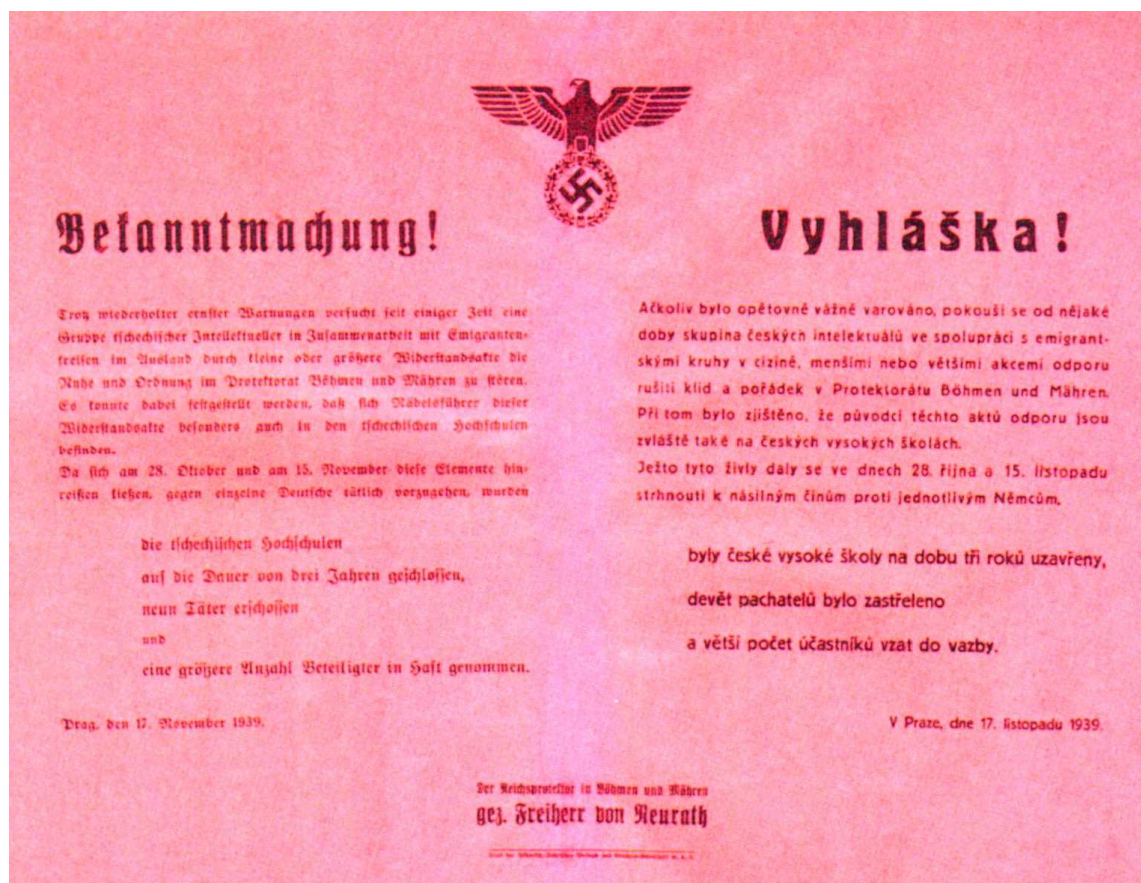 Bekanntmachung!
Trotz wiederholter ernster Warnungen versucht seit einiger Zeit eine
Gruppe tschechischer Intellektueller in Zusammenarbeit mit Emigranten-
kreisen im Ausland durch kleine oder größere Widerstandsakte die
Ruhe und Ordnung im Protektorat Böhmen und Mähren zu stören.
Es konnte dabei festgestellt werden, daß sich Rädelsführer dieser
Widerstandsakte besonders auch in den tschechischen Hochschulen
befinden.
Da sich am 28. Oktober und am 15. November diese Elemente hin-
reißen ließen, gegen einzelne Deutsche tätlich vorzugehen, wurden
die tschechischen Hochschulen
auf die Dauer von drei Jahren geschlossen,
neun Täter erschossen
und
eine größere Anzahl Beteiligter in Haft genommen.
Prag, den 17. November 1939.
Vyhláška!
Ačkoliv bylo opětovně vážně varováno, pokouší se od nějaké
doby skupina českých intelektuálů ve spolupráci s emigrant-
skými kruhy v cizině, menšími nebo většími akcemi odporu
rušiti klid a pořádek v Protektorátu Böhmen und Mähren.
Při tom bylo zjištěno, že původci těchto aktů odporu jsou
zvláště také na českých vysokých školách.
Ježto tyto živly daly se ve dnech 28. října a 15. listopadu
strhnouti k násilným činům proti jednotlivým Němcům,
byly české vysoké školy na dobu tří roků uzavřeny,
devět pachatelů bylo zastřeleno
a větší počet účastníků vzat do vazby.
V Praze, dne 17. listopadu 1939.
Der Reichsprotektor in Böhmen und Mähren
gez. Freiherr von Neurath